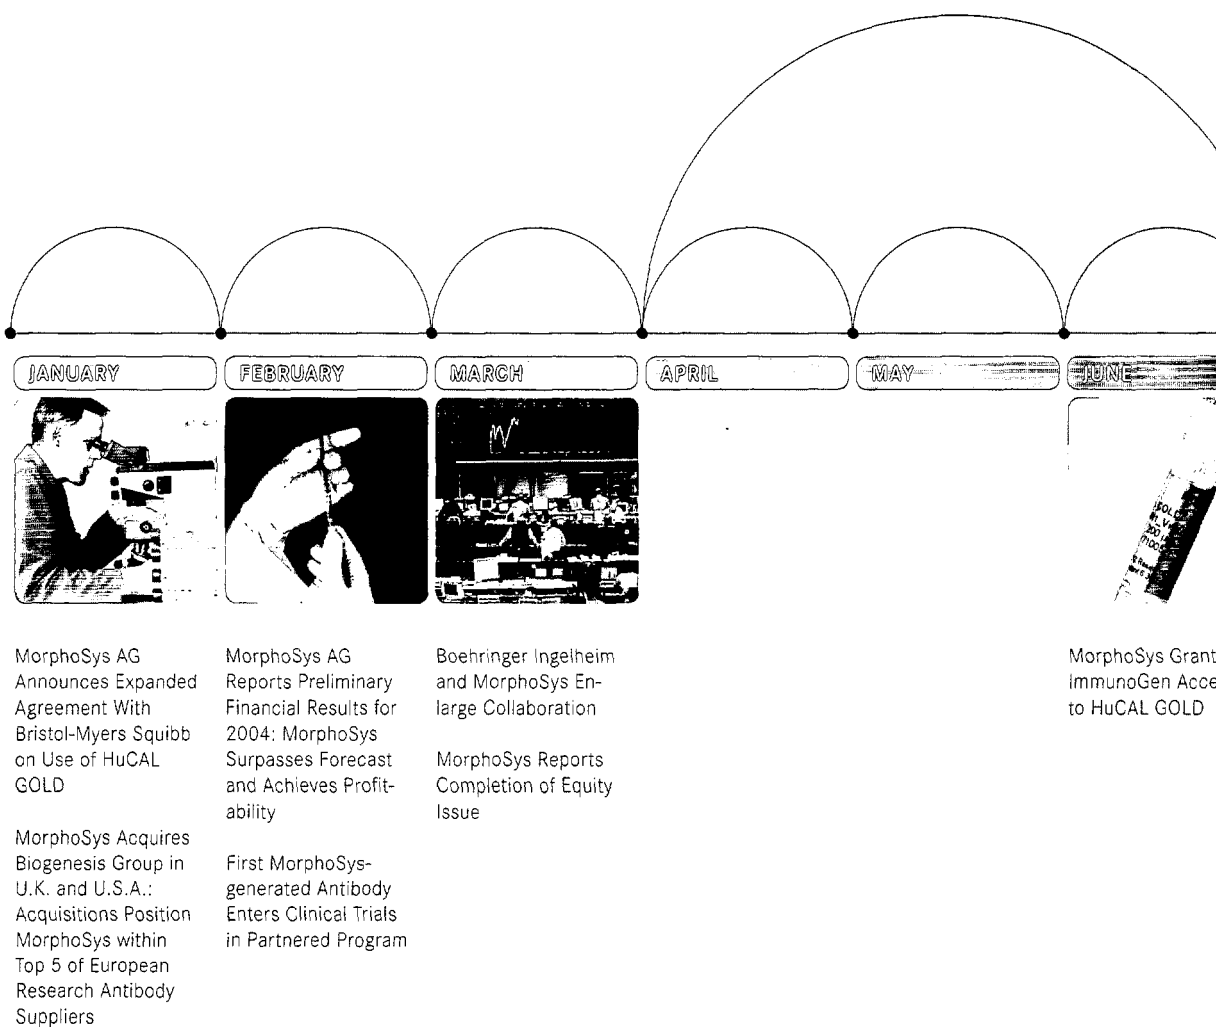 JANUARY
FEBRUARY
MARCH
APRIL
MAY
JUNE
MorphoSys AG
Announces Expanded
Agreement With
Bristol-Myers Squibb
on Use of HuCAL
GOLD
MorphoSys Acquires
Biogenesis Group in
U.K. and U.S.A.:
Acquisitions Position
MorphoSys within
Top 5 of European
Research Antibody
Suppliers
MorphoSys AG
Reports Preliminary
Financial Results for
2004: MorphoSys
Surpasses Forecast
and Achieves Profit-
ability
First MorphoSys-
generated Antibody
Enters Clinical Trials
in Partnered Program
Boehringer Ingelheim
and MorphoSys En-
large Collaboration
MorphoSys Reports
Completion of Equity
Issue
MorphoSys Grant
ImmunoGen Acce
to HuCAL GOLD